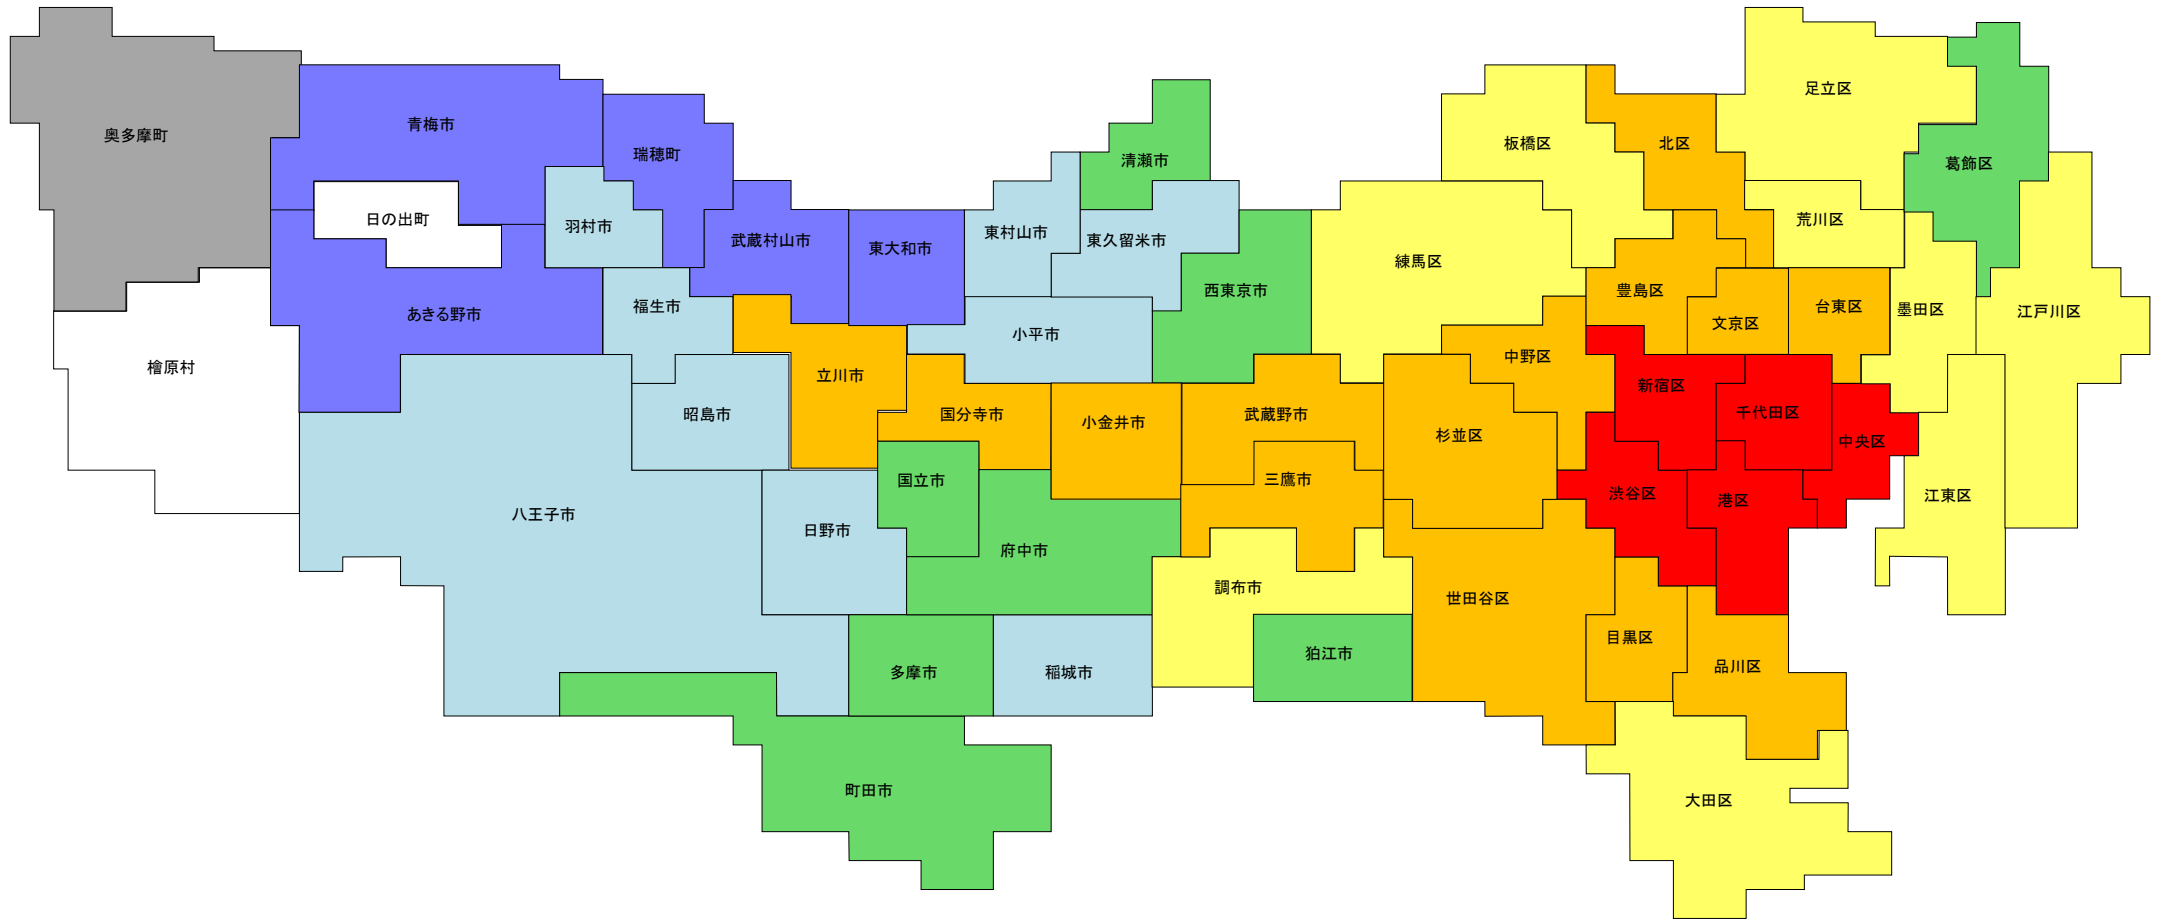 足立区
青梅市
奥多摩町
板橋区
北区
瑞穂町
清瀬市
葛飾区
日の出町
羽村市
荒川区
東村山市
武蔵村山市
東久留米市
東大和市
練馬区
西東京市
豊島区
福生市
台東区
墨田区
江戸川区
あきる野市
文京区
小平市
中野区
檜原村
立川市
新宿区
千代田区
昭島市
国分寺市
武蔵野市
小金井市
杉並区
中央区
国立市
三鷹市
渋谷区
江東区
港区
八王子市
日野市
府中市
調布市
世田谷区
目黒区
狛江市
品川区
多摩市
稲城市
町田市
大田区